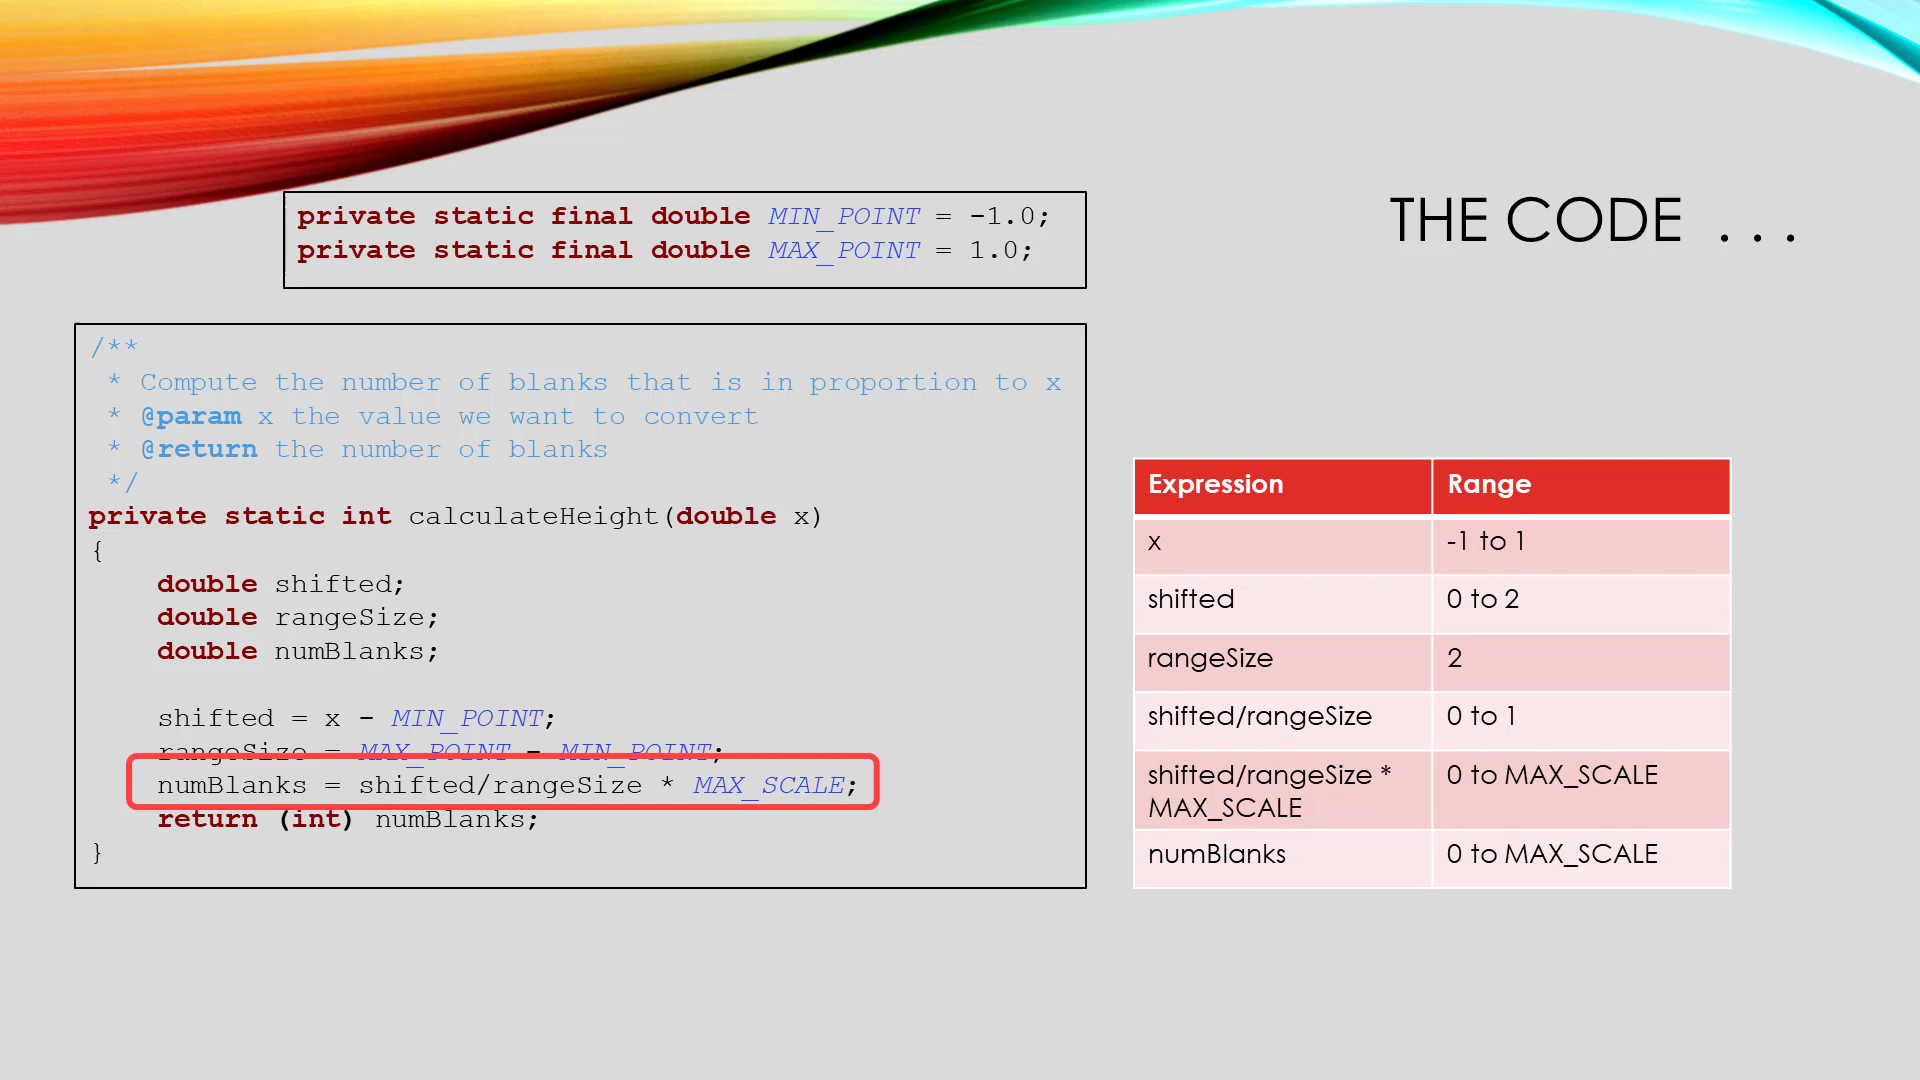 THE CODE . . .
private static final double MIN_POINT = -1.0;
private static final double MAX_POINT = 1.0;
/**
 * Compute the number of blanks that is in proportion to x
 * @param x the value we want to convert
 * @return the number of blanks
 */
private static int calculateHeight(double x)
{
    double shifted;
    double rangeSize;
    double numBlanks;
    shifted = x - MIN_POINT;
    rangeSize = MAX_POINT - MIN_POINT;
    numBlanks = shifted/rangeSize * MAX_SCALE;
    return (int) numBlanks;
}
Expression Range
x -1 to 1
shifted 0 to 2
rangeSize 2
shifted/rangeSize 0 to 1
shifted/rangeSize * 0 to MAX_SCALE
MAX_SCALE
numBlanks 0 to MAX_SCALE